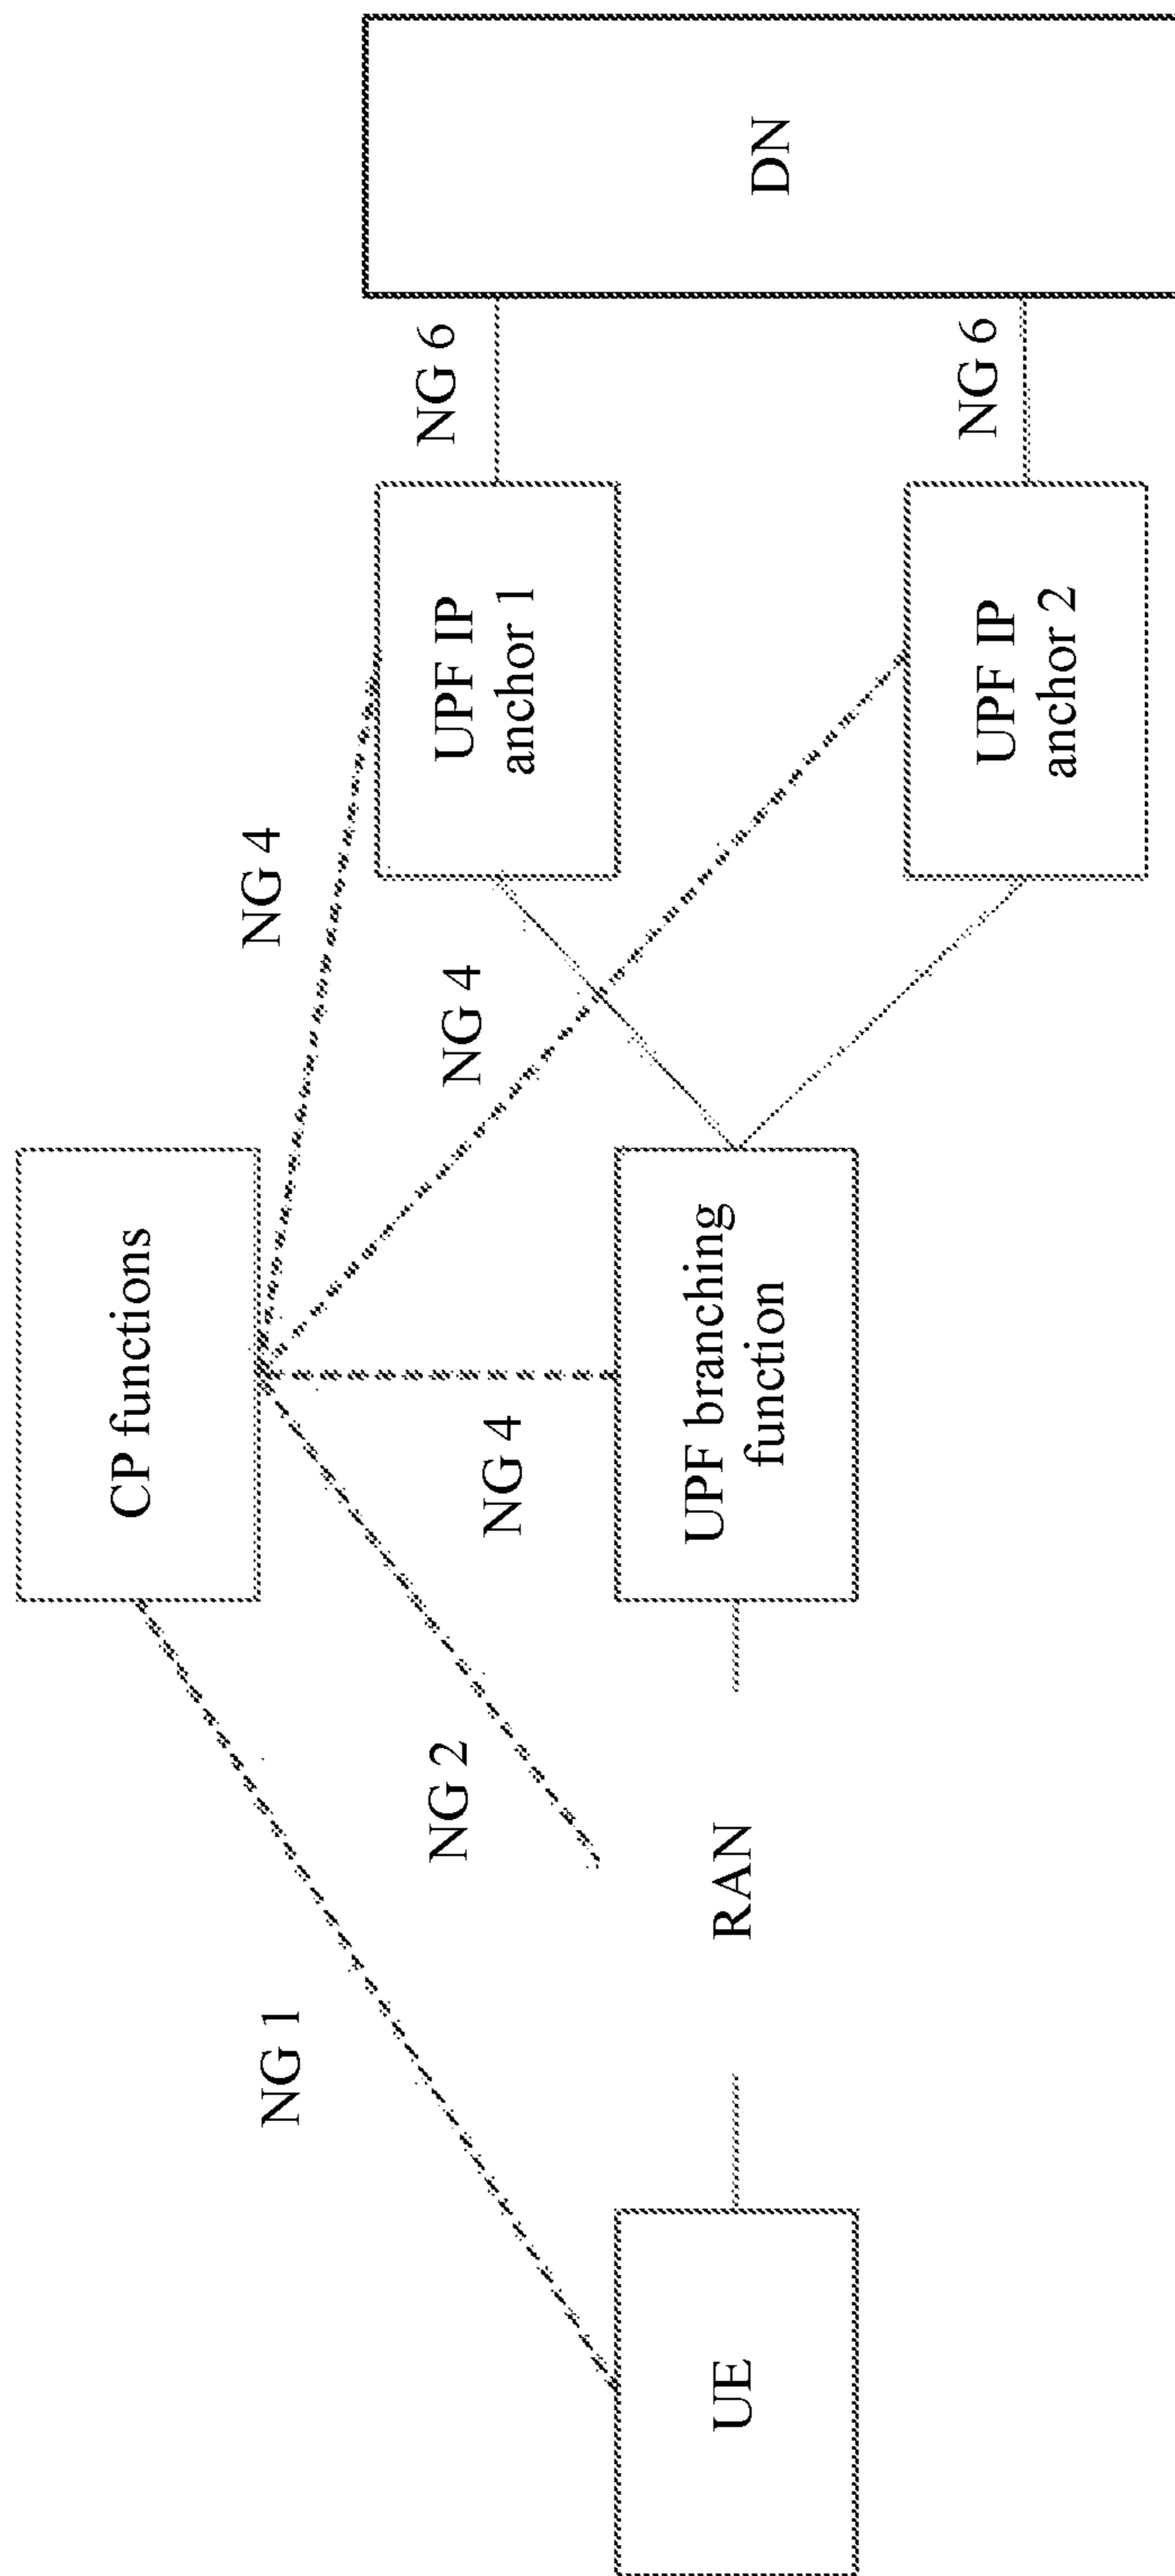 CP functions
NG 4
NG 1
NG 2
NG 4
NG 4
UPF IP
anchor 1
NG 6
DN
UE
RAN
UPF branching
function
UPF IP
anchor 2
NG 6